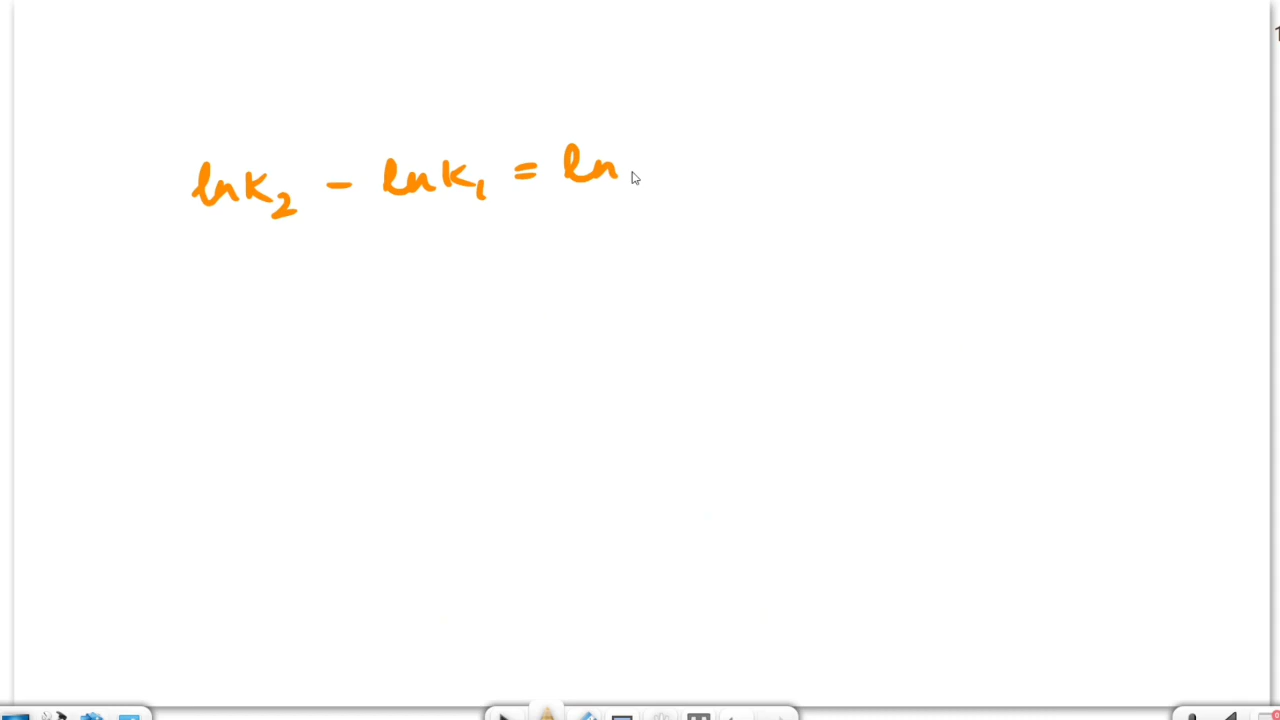 lnK₂ - lnK₁ = ln